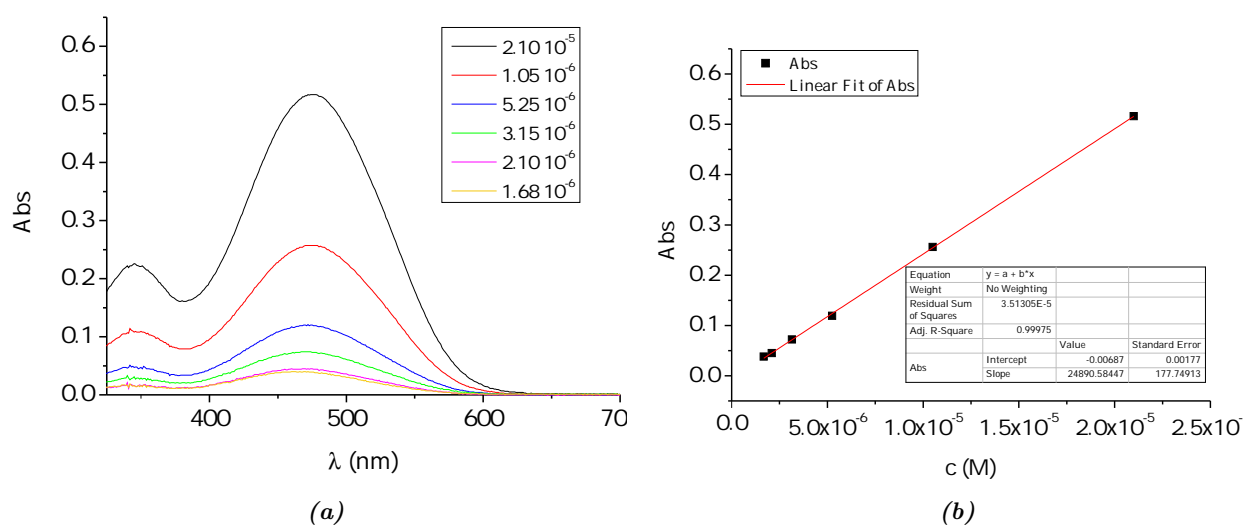 0.6
0.5
0.4
0.3
0.2
0.1
0.0
Abs
2.10 10-5
1.05 10-6
5.25 10-6
3.15 10-6
2.10 10-6
1.68 10-6
400
500
600
70
λ (nm)
(a)
0.6
0.5
0.4
0.3
0.2
0.1
0.0
Abs
Abs
Linear Fit of Abs
Equation y = a + b*x
Weight No Weighting
Residual Sum of Squares 3.51305E-5
Adj. R-Square 0.99975
Value Standard Error
Abs Intercept -0.00687 0.00177
Slope 24890.58447 177.74913
0.0
5.0x10-6
1.0x10-5
1.5x10-5
2.0x10-5
2.5x10-
c (M)
(b)